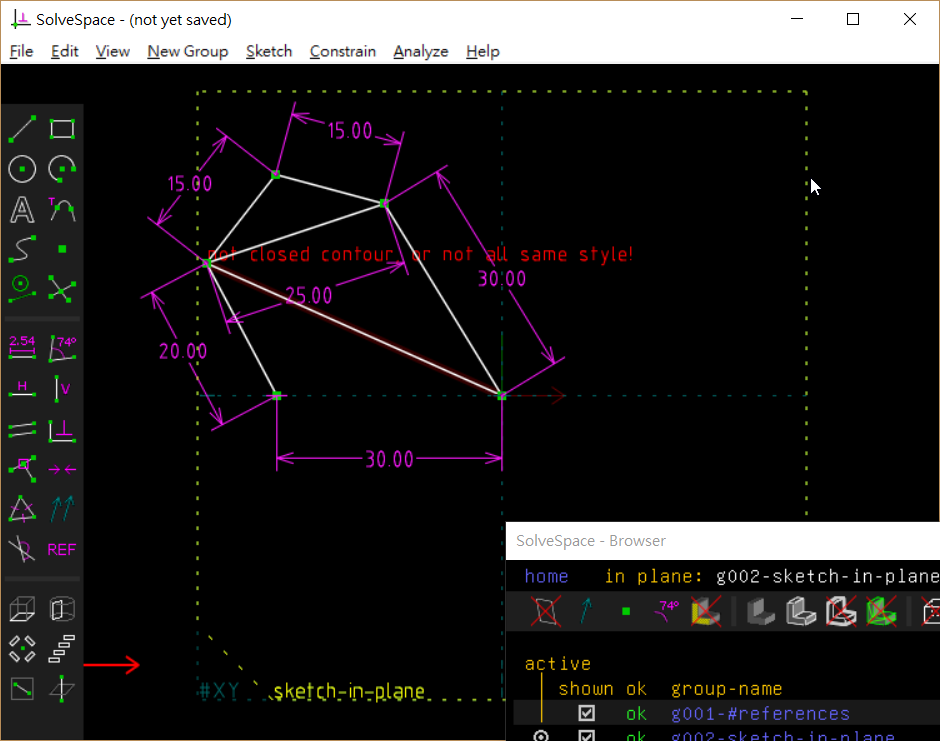 SolveSpace - (not yet saved)
File Edit View New Group Sketch Constrain Analyze Help
15.00
15.00
not closed contour, or not all same style!
30.00
25.00
20.00
30.00
A T
2.54 74°
H V
REF
#XY sketch-in-plane
SolveSpace - Browser
home in plane: g002-sketch-in-plane
74°
active
shown ok group-name
ok g001-#references
ok g002-sketch-in-plane